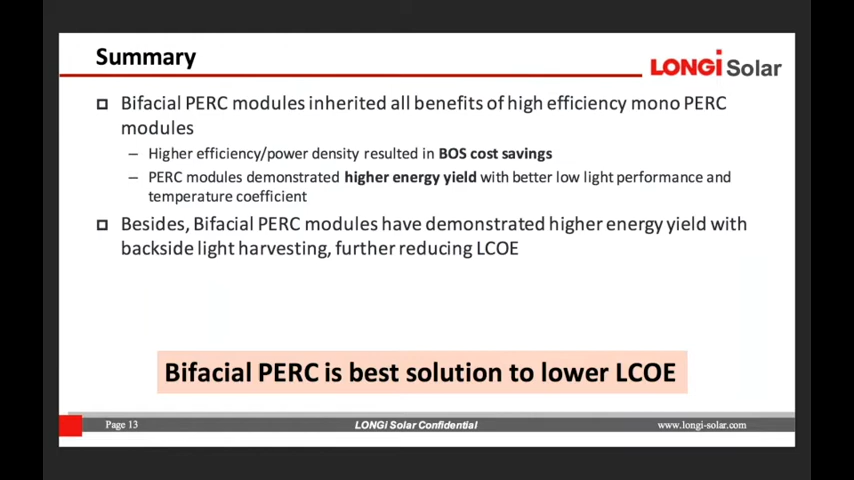 Summary
LONGi Solar
Bifacial PERC modules inherited all benefits of high efficiency mono PERC
modules
– Higher efficiency/power density resulted in BOS cost savings
– PERC modules demonstrated higher energy yield with better low light performance and
temperature coefficient
Besides, Bifacial PERC modules have demonstrated higher energy yield with
backside light harvesting, further reducing LCOE
Bifacial PERC is best solution to lower LCOE
Page 13
LONGi Solar Confidential
www.longi-solar.com